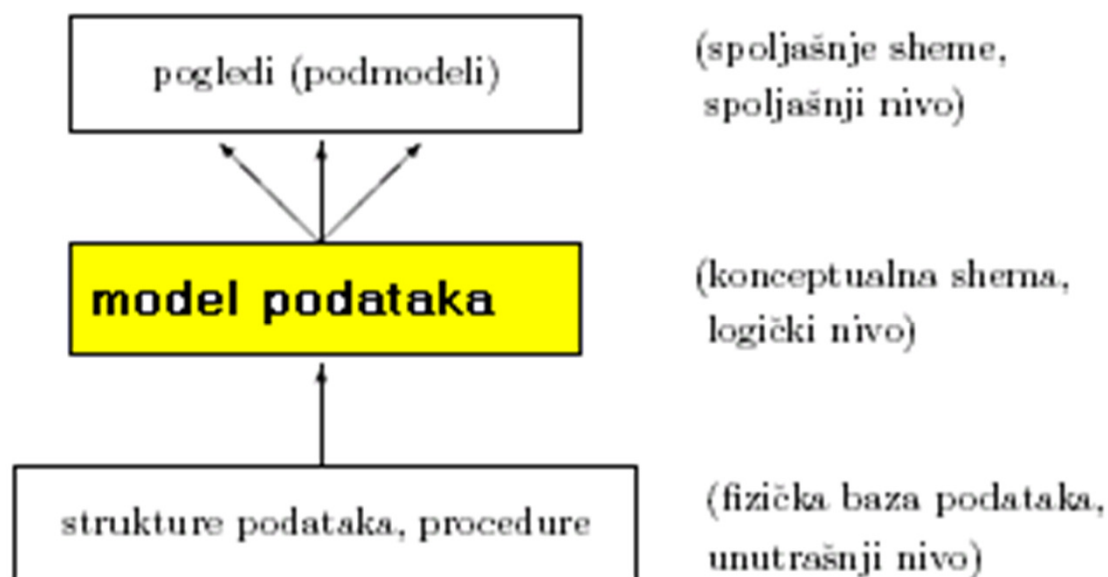 pogledi (podmodeli)
(spoljašnje sheme,
spoljašnji nivo)
model podataka
(konceptualna shema,
logički nivo)
strukture podataka, procedure
(fizička baza podataka,
unutrašnji nivo)